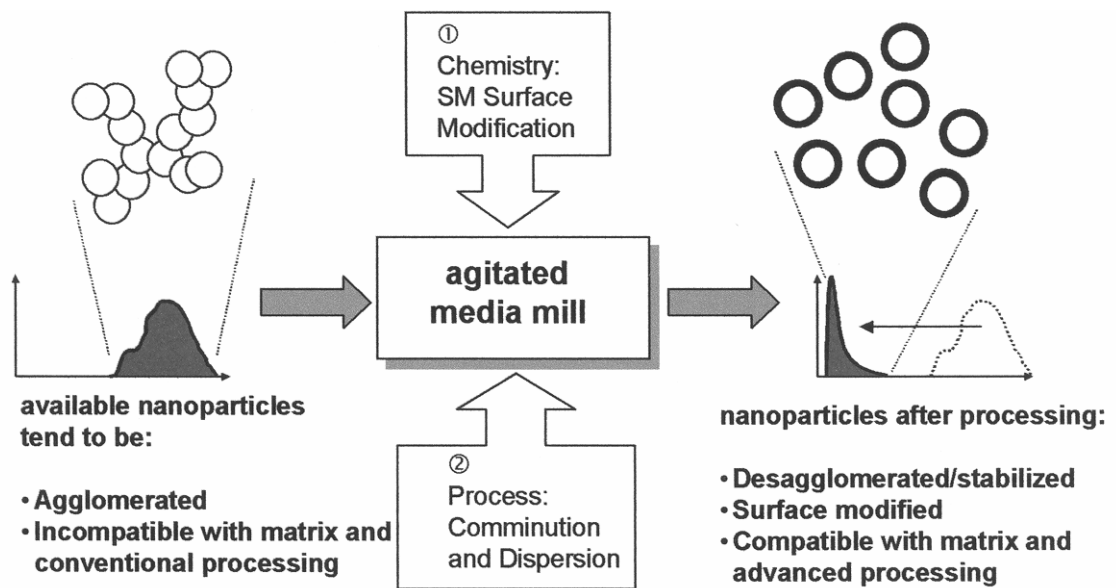 ①
Chemistry:
SM Surface
Modification
agitated
media mill
available nanoparticles
tend to be:
• Agglomerated
• Incompatible with matrix and
conventional processing
②
Process:
Comminution
and Dispersion
nanoparticles after processing:
• Desagglomerated/stabilized
• Surface modified
• Compatible with matrix and
advanced processing